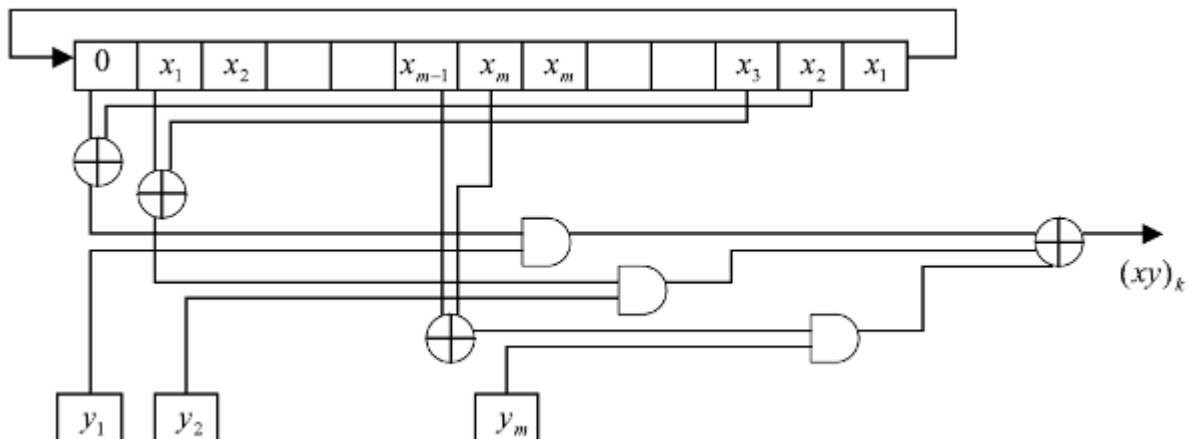 0 x₁ x₂ xₘ₋₁ xₘ xₘ x₃ x₂ x₁
(xy)ₖ
y₁ y₂ yₘ